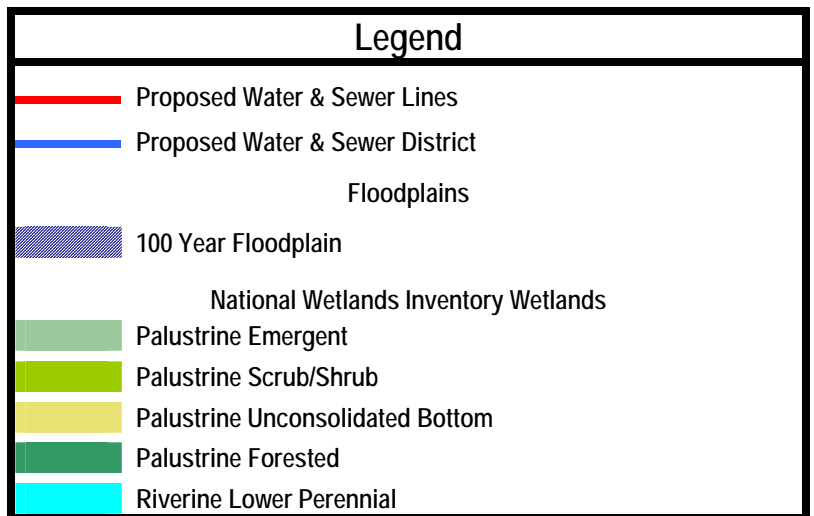 Legend
Proposed Water & Sewer Lines
Proposed Water & Sewer District
Floodplains
100 Year Floodplain
National Wetlands Inventory Wetlands
Palustrine Emergent
Palustrine Scrub/Shrub
Palustrine Unconsolidated Bottom
Palustrine Forested
Riverine Lower Perennial